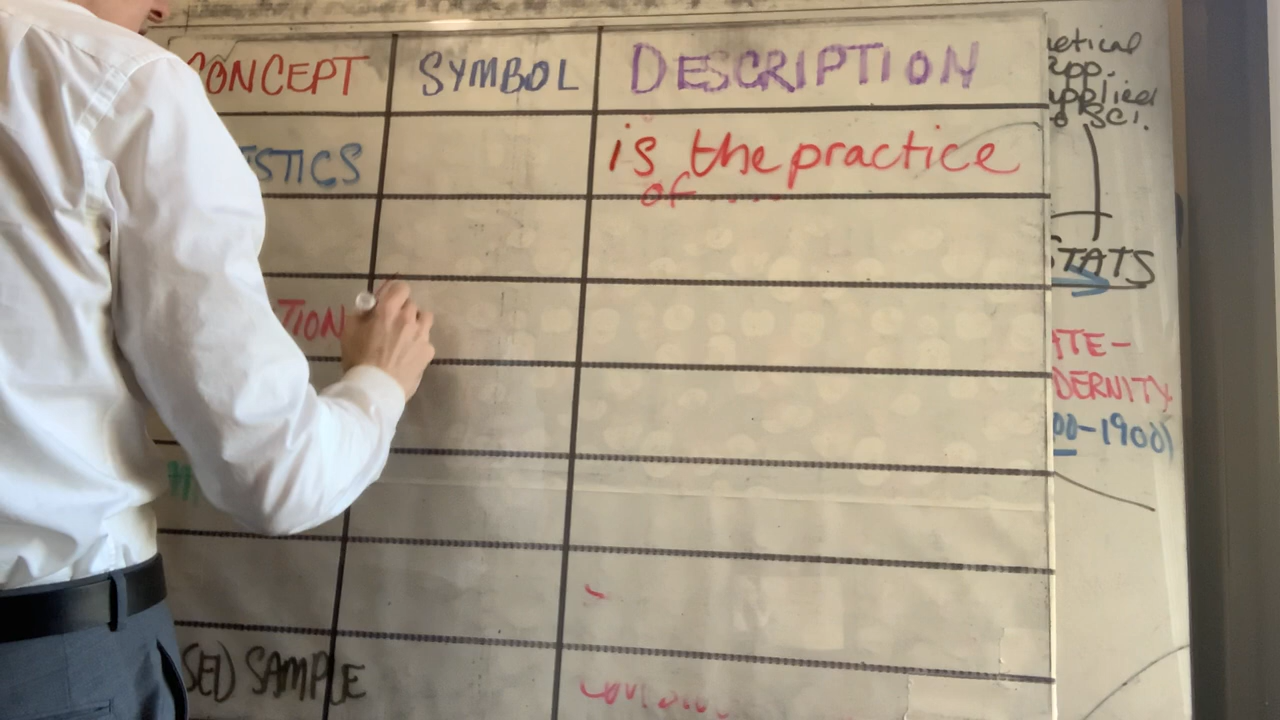 CONCEPT SYMBOL DESCRIPTION
STICS is the practice
of ....
TION
SED SAMPLE
etical
app.
applied
SCI.
STATS
ATE-
DERNITY
00-1900)